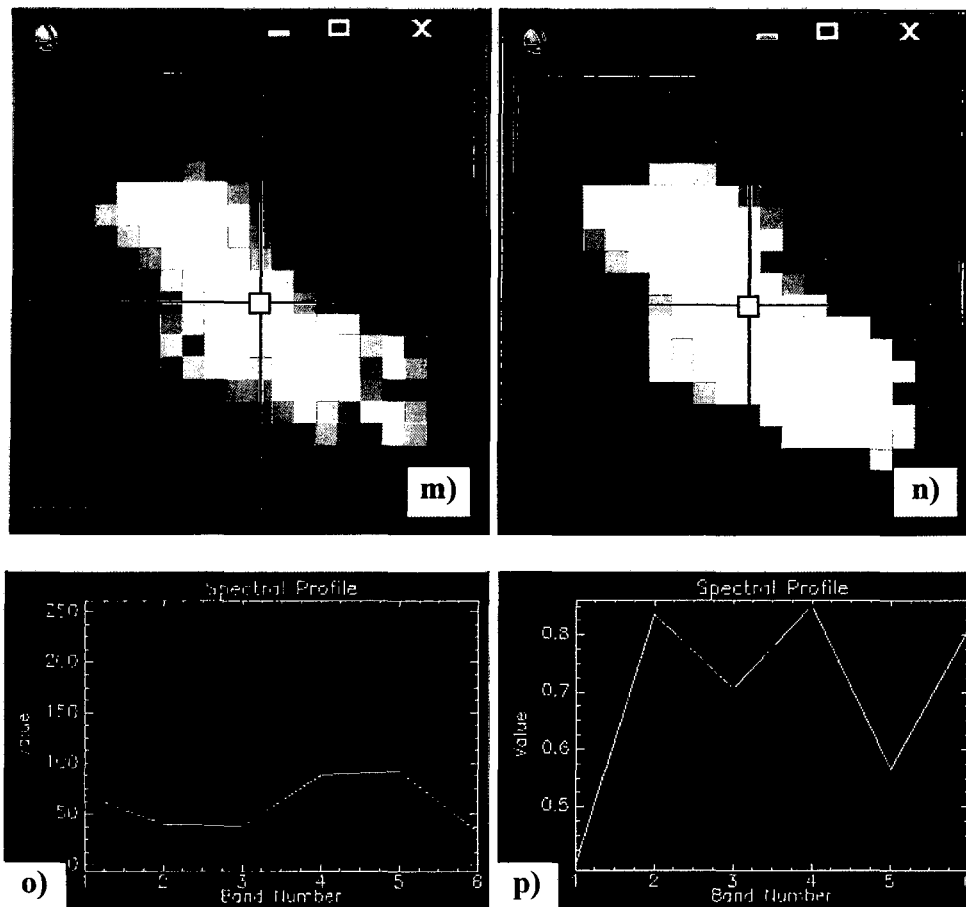 m)
n)
Spectral Profile
250
200
150
100
50
0
Value
1 2 3 4 5 6
Band Number
o)
Spectral Profile
0.8
0.7
0.6
0.5
Value
1 2 3 4 5 6
Band Number
p)